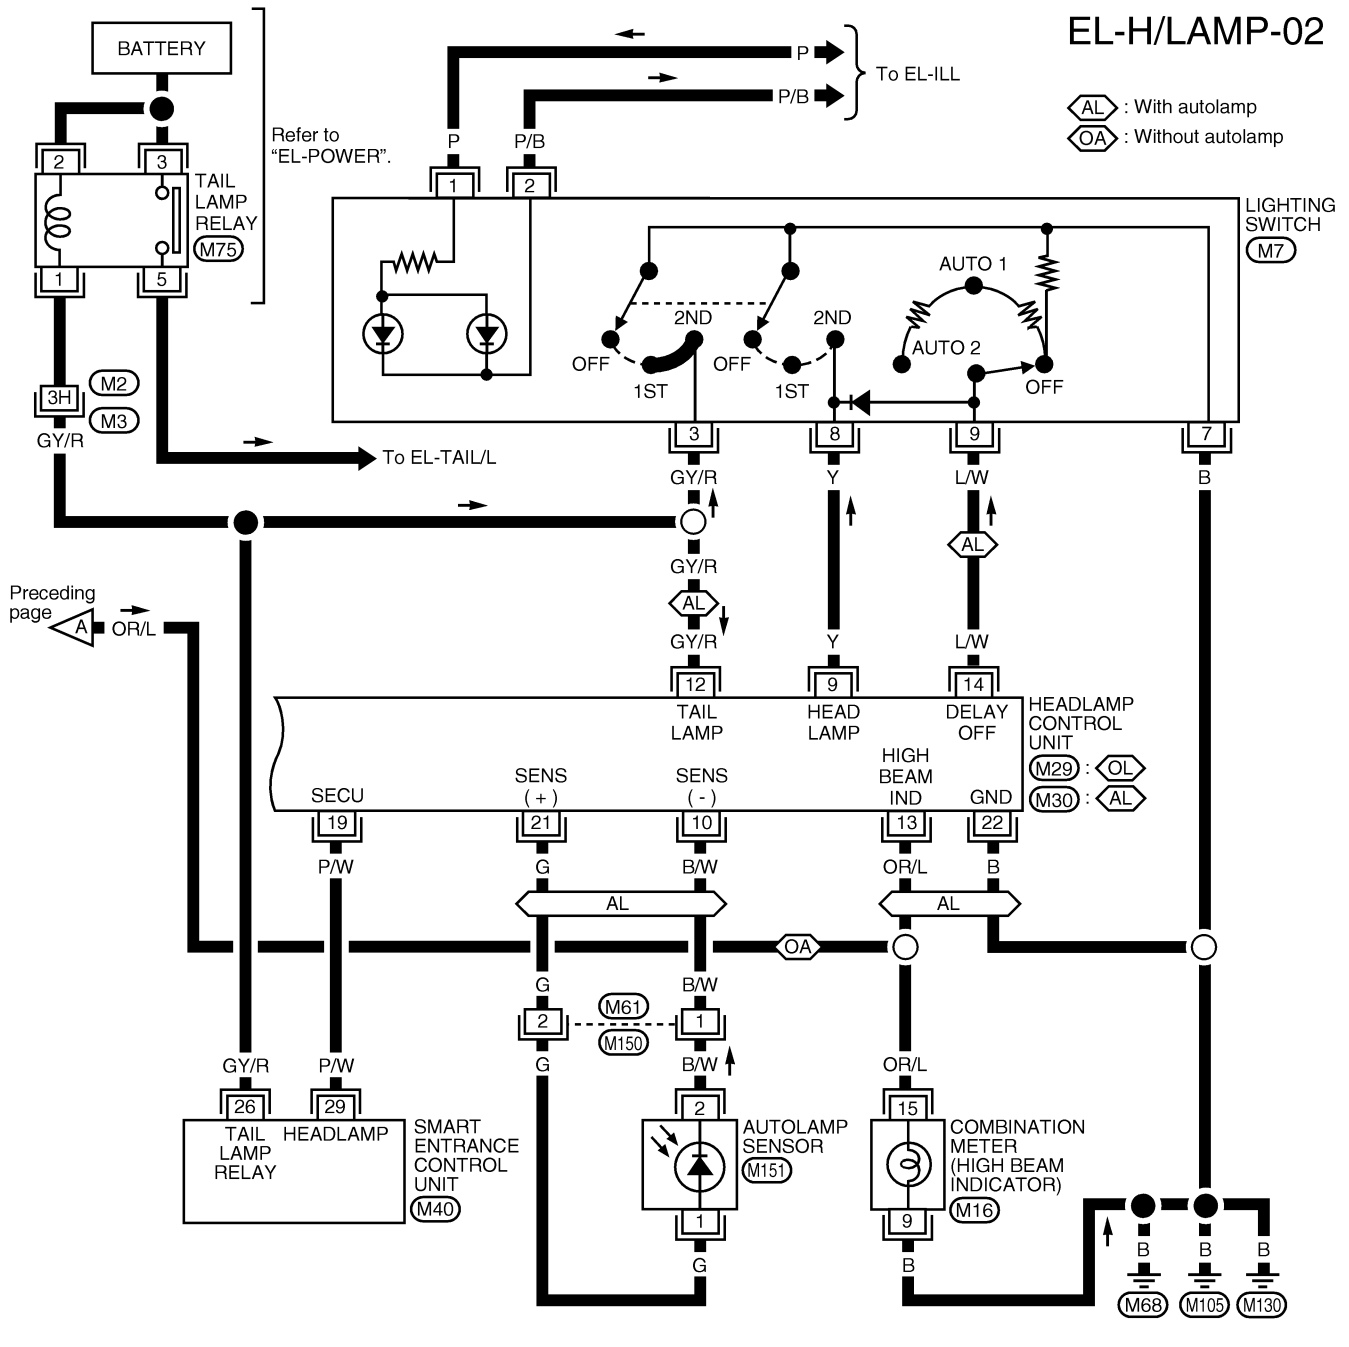 EL-H/LAMP-02
BATTERY
Refer to
“EL-POWER”.
P
P/B
To EL-ILL
AL : With autolamp
OA : Without autolamp
P
P/B
2
3
1
2
TAIL
LAMP
RELAY
M75
1
5
LIGHTING
SWITCH
M7
AUTO 1
AUTO 2
OFF
2ND
1ST
OFF
2ND
1ST
OFF
3H
M2
M3
GY/R
To EL-TAIL/L
3
8
9
7
GY/R
Y
L/W
B
AL
GY/R
AL
GY/R
Y
L/W
Preceding
page
A
OR/L
12
9
14
TAIL
LAMP
HEAD
LAMP
DELAY
OFF
HEADLAMP
CONTROL
UNIT
M29 : OL
M30 : AL
SECU
SENS
( + )
SENS
( - )
HIGH
BEAM
IND
GND
19
21
10
13
22
P/W
G
B/W
OR/L
B
AL
AL
OA
G
B/W
2
M61
M150
1
GY/R
P/W
G
B/W
OR/L
26
29
2
15
TAIL
LAMP
RELAY
HEADLAMP
SMART
ENTRANCE
CONTROL
UNIT
M40
AUTOLAMP
SENSOR
M151
COMBINATION
METER
(HIGH BEAM
INDICATOR)
M16
1
9
G
B
B
B
B
M68
M105
M130